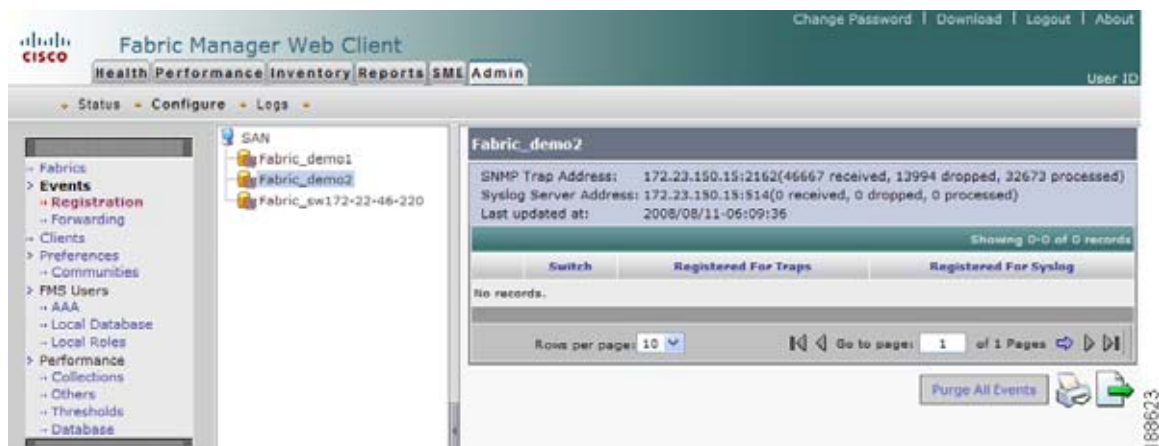 Change Password | Download | Logout | About
CISCO
Fabric Manager Web Client
Health Performance Inventory Reports SME Admin
User ID
Status Configure Logs
Fabrics
Events
Registration
Forwarding
Clients
Preferences
Communities
FMS Users
AAA
Local Database
Local Roles
Performance
Collections
Others
Thresholds
Database
SAN
Fabric_demo1
Fabric_demo2
Fabric_sw172-22-46-220
Fabric_demo2
SNMP Trap Address: 172.23.150.15:2162(46667 received, 13994 dropped, 32673 processed)
Syslog Server Address: 172.23.150.15:514(0 received, 0 dropped, 0 processed)
Last updated at: 2008/08/11-06:09:36
Showing 0-0 of 0 records
Switch Registered For Traps Registered For Syslog
No records.
Rows per page: 10 Go to page: 1 of 1 Pages
Purge All Events
188623